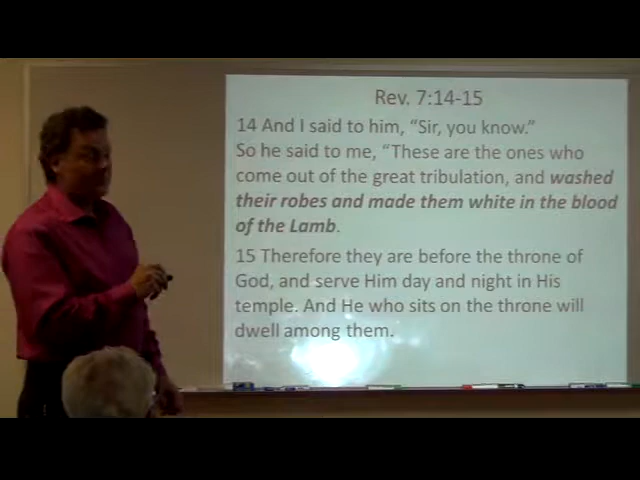 Rev. 7:14-15
14 And I said to him, “Sir, you know.”
So he said to me, “These are the ones who
come out of the great tribulation, and washed
their robes and made them white in the blood
of the Lamb.
15 Therefore they are before the throne of
God, and serve Him day and night in His
temple. And He who sits on the throne will
dwell among them.